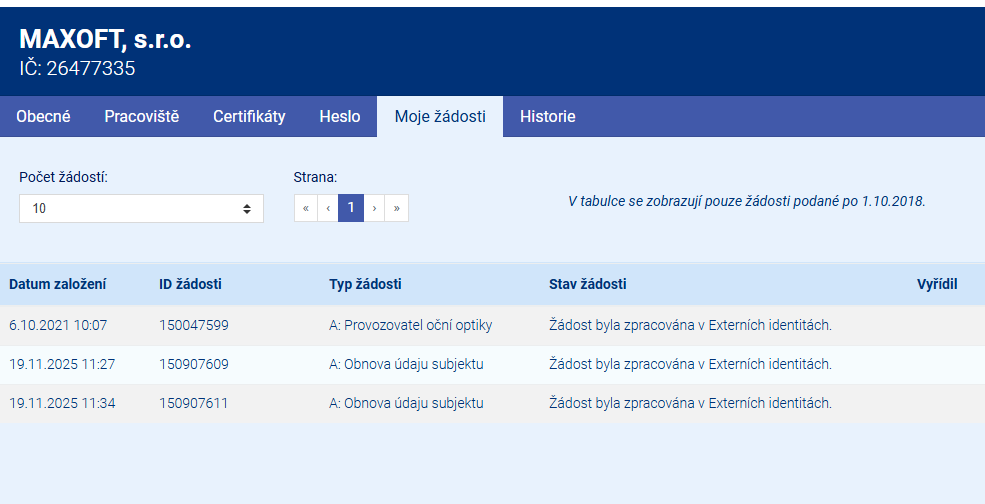 MAXOFT, s.r.o.
IČ: 26477335
Obecné Pracoviště Certifikáty Heslo Moje žádosti Historie
Počet žádostí: Strana:
10 « ‹ 1 › »
V tabulce se zobrazují pouze žádosti podané po 1.10.2018.
Datum založení ID žádosti Typ žádosti Stav žádosti Vyřídil
6.10.2021 10:07 150047599 A: Provozovatel oční optiky Žádost byla zpracována v Externích identitách.
19.11.2025 11:27 150907609 A: Obnova údaju subjektu Žádost byla zpracována v Externích identitách.
19.11.2025 11:34 150907611 A: Obnova údaju subjektu Žádost byla zpracována v Externích identitách.